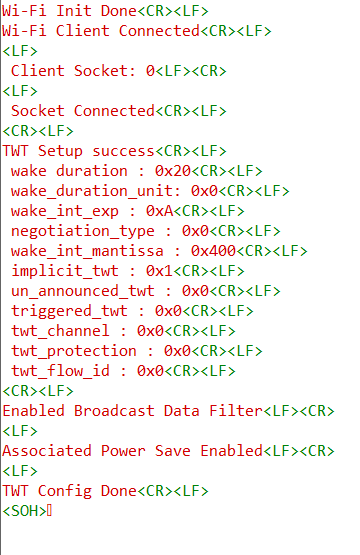 Wi-Fi Init Done<CR><LF>
Wi-Fi Client Connected<CR><LF>
<LF>
 Client Socket: 0<LF><CR>
<LF>
 Socket Connected<CR><LF>
<CR><LF>
TWT Setup success<CR><LF>
 wake duration : 0x20<CR><LF>
 wake_duration_unit: 0x0<CR><LF>
 wake_int_exp : 0xA<CR><LF>
 negotiation_type : 0x0<CR><LF>
 wake_int_mantissa : 0x400<CR><LF>
 implicit_twt : 0x1<CR><LF>
 un_announced_twt : 0x0<CR><LF>
 triggered_twt : 0x0<CR><LF>
 twt_channel : 0x0<CR><LF>
 twt_protection : 0x0<CR><LF>
 twt_flow_id : 0x0<CR><LF>
<CR><LF>
Enabled Broadcast Data Filter<LF><CR>
<LF>
Associated Power Save Enabled<LF><CR>
<LF>
TWT Config Done<CR><LF>
<SOH>